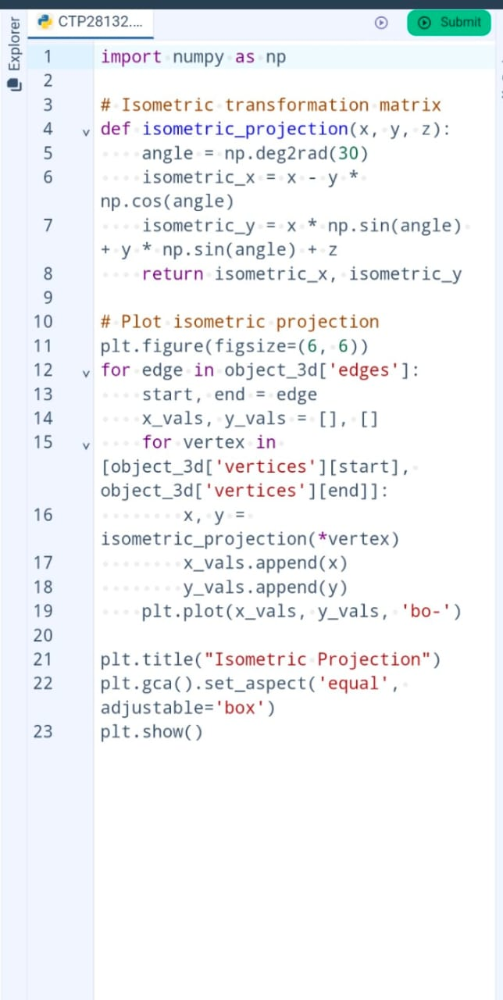 Explorer
CTP28132....
Submit
1 import numpy as np
2
3 # Isometric transformation matrix
4 def isometric_projection(x, y, z):
5     angle = np.deg2rad(30)
6     isometric_x = x - y *
np.cos(angle)
7     isometric_y = x * np.sin(angle)
+ y * np.sin(angle) + z
8     return isometric_x, isometric_y
9
10 # Plot isometric projection
11 plt.figure(figsize=(6, 6))
12 for edge in object_3d['edges']:
13     start, end = edge
14     x_vals, y_vals = [], []
15     for vertex in
[object_3d['vertices'][start],
object_3d['vertices'][end]]:
16         x, y =
isometric_projection(*vertex)
17         x_vals.append(x)
18         y_vals.append(y)
19     plt.plot(x_vals, y_vals, 'bo-')
20
21 plt.title("Isometric Projection")
22 plt.gca().set_aspect('equal',
adjustable='box')
23 plt.show()